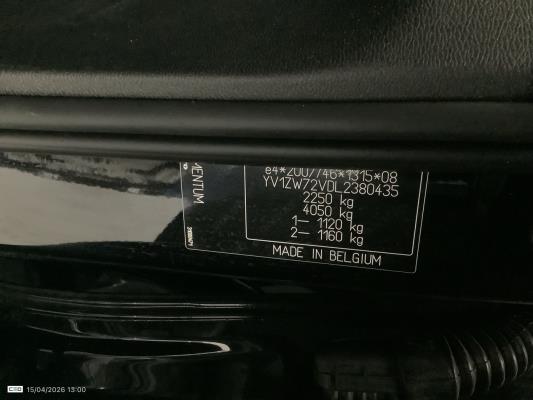 e4*2007/46*1315*08
YV1ZW72VDL2380435
2250 kg
4050 kg
1— 1120 kg
2— 1160 kg
MADE IN BELGIUM
MENTUM
15/04/2026 13:00